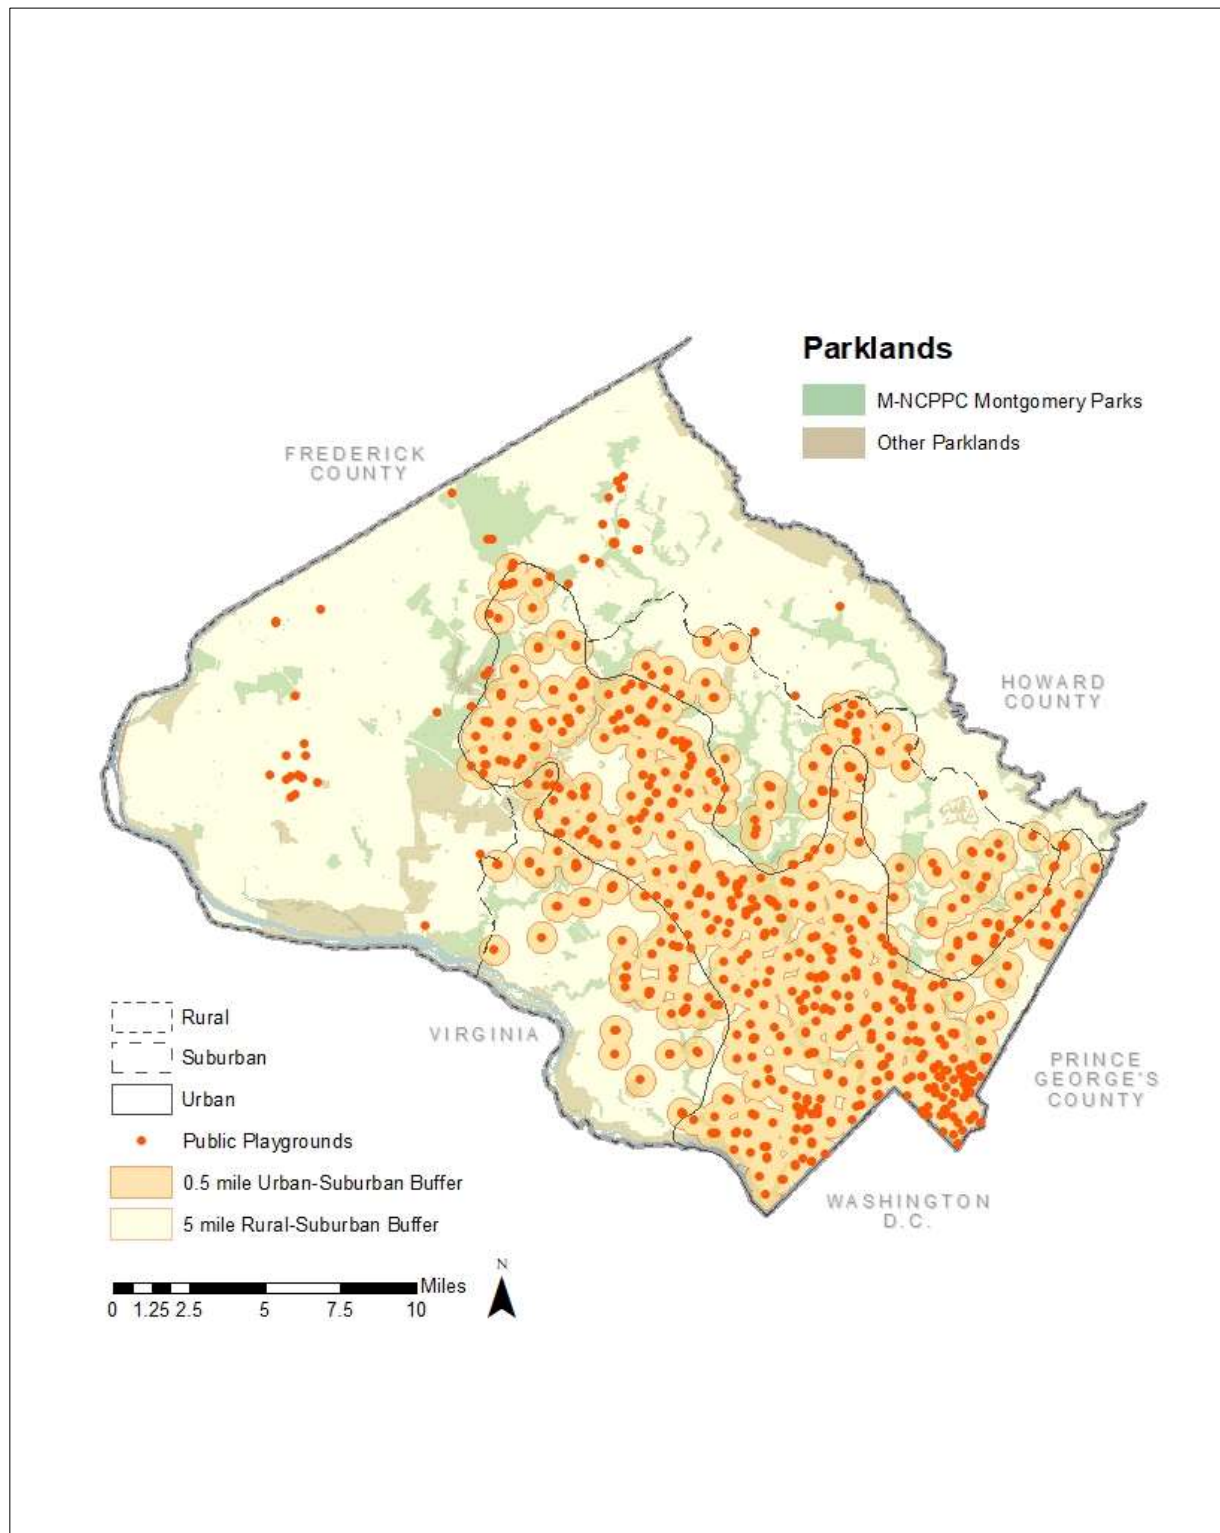 Parklands
M-NCPPC Montgomery Parks
Other Parklands
FREDERICK
COUNTY
HOWARD
COUNTY
VIRGINIA
PRINCE
GEORGE'S
COUNTY
WASHINGTON
D.C.
Rural
Suburban
Urban
Public Playgrounds
0.5 mile Urban-Suburban Buffer
5 mile Rural-Suburban Buffer
Miles
0 1.25 2.5 5 7.5 10
N